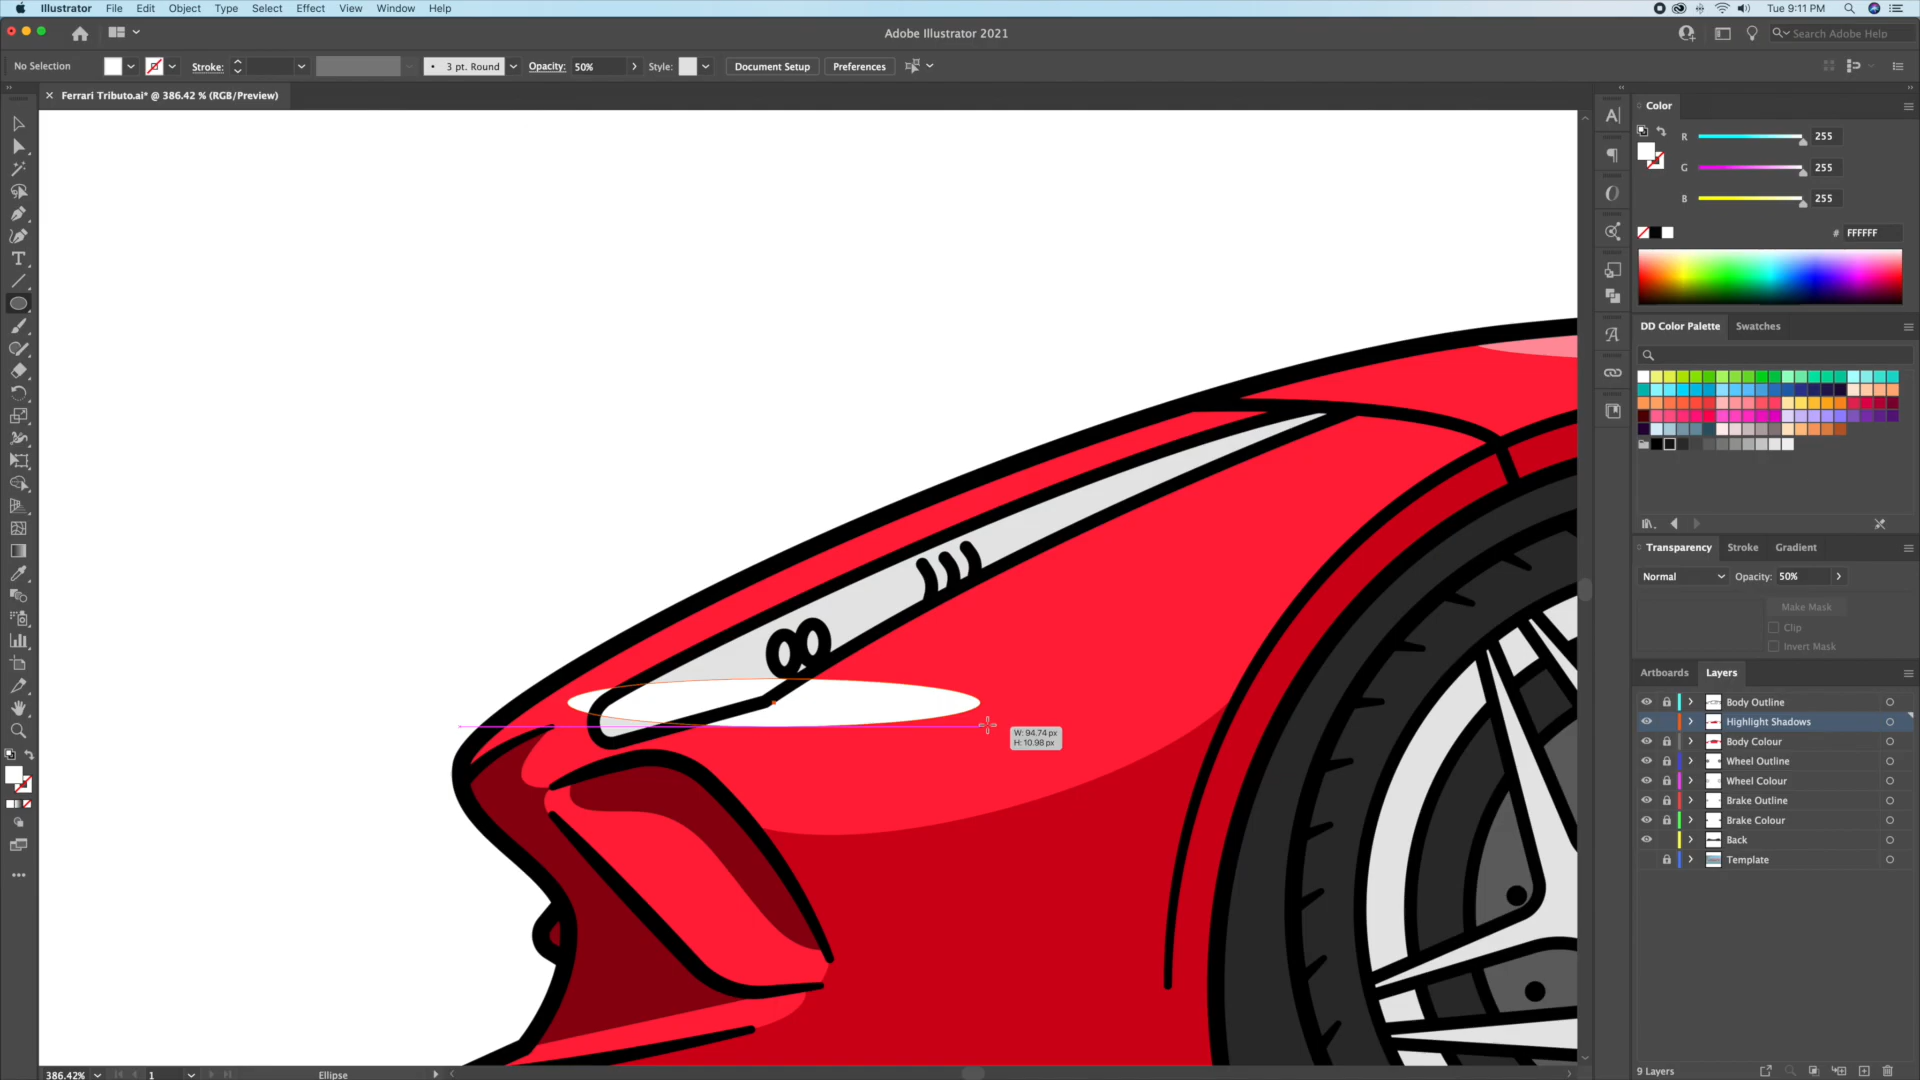 Illustrator File Edit Object Type Select Effect View Window Help
Tue 9:11 PM
Adobe Illustrator 2021
Search Adobe Help
No Selection
Stroke:
3 pt. Round
Opacity: 50%
Style:
Document Setup
Preferences
Ferrari Tributo.ai* @ 386.42 % (RGB/Preview)
Color
R 255
G 255
B 255
# FFFFFF
DD Color Palette Swatches
Transparency Stroke Gradient
Normal Opacity: 50%
Make Mask
Clip
Invert Mask
Artboards Layers
Body Outline
Highlight Shadows
Body Colour
Wheel Outline
Wheel Colour
Brake Outline
Brake Colour
Back
Template
W: 94.74 px
H: 10.98 px
386.42% 1 Ellipse
9 Layers